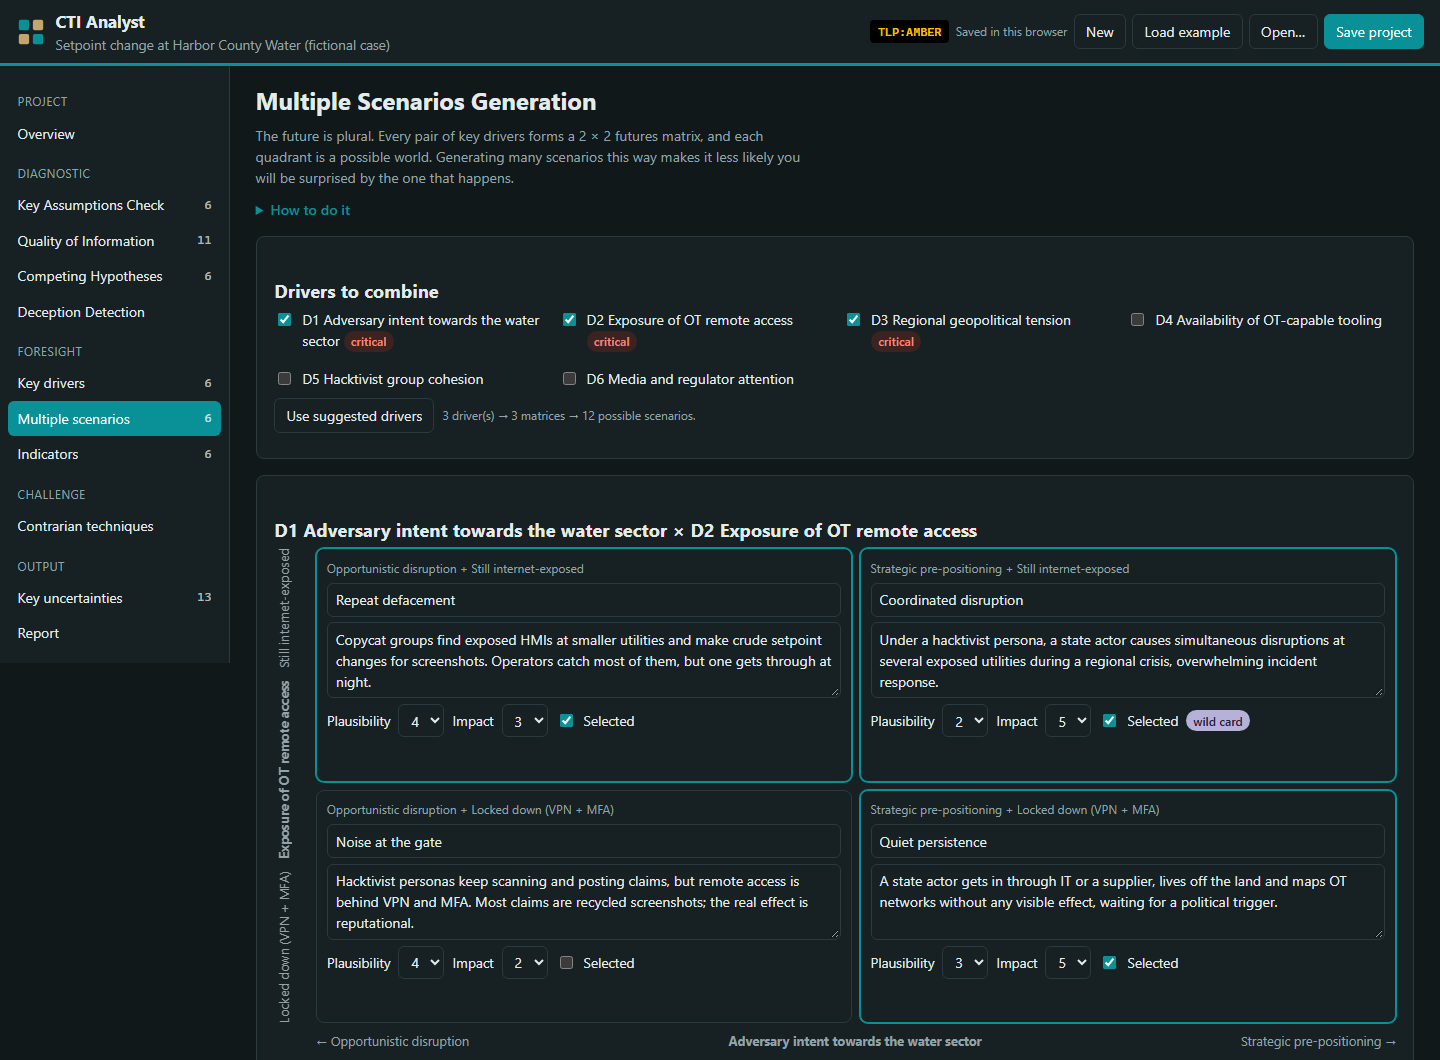 CTI Analyst
Setpoint change at Harbor County Water (fictional case)
TLP:AMBER
Saved in this browser
New
Load example
Open...
Save project
PROJECT
Overview
DIAGNOSTIC
Key Assumptions Check 6
Quality of Information 11
Competing Hypotheses 6
Deception Detection
FORESIGHT
Key drivers 6
Multiple scenarios 6
Indicators 6
CHALLENGE
Contrarian techniques
OUTPUT
Key uncertainties 13
Report
Multiple Scenarios Generation
The future is plural. Every pair of key drivers forms a 2 × 2 futures matrix, and each
quadrant is a possible world. Generating many scenarios this way makes it less likely you
will be surprised by the one that happens.
How to do it
Drivers to combine
D1 Adversary intent towards the water
sector critical
D2 Exposure of OT remote access
critical
D3 Regional geopolitical tension
critical
D4 Availability of OT-capable tooling
D5 Hacktivist group cohesion
D6 Media and regulator attention
Use suggested drivers
3 driver(s) → 3 matrices → 12 possible scenarios.
D1 Adversary intent towards the water sector × D2 Exposure of OT remote access
Still internet-exposed
Exposure of OT remote access
Locked down (VPN + MFA)
Opportunistic disruption + Still internet-exposed
Repeat defacement
Copycat groups find exposed HMIs at smaller utilities and make crude setpoint
changes for screenshots. Operators catch most of them, but one gets through at
night.
Plausibility 4 Impact 3 Selected
Strategic pre-positioning + Still internet-exposed
Coordinated disruption
Under a hacktivist persona, a state actor causes simultaneous disruptions at
several exposed utilities during a regional crisis, overwhelming incident
response.
Plausibility 2 Impact 5 Selected wild card
Opportunistic disruption + Locked down (VPN + MFA)
Noise at the gate
Hacktivist personas keep scanning and posting claims, but remote access is
behind VPN and MFA. Most claims are recycled screenshots; the real effect is
reputational.
Plausibility 4 Impact 2 Selected
Strategic pre-positioning + Locked down (VPN + MFA)
Quiet persistence
A state actor gets in through IT or a supplier, lives off the land and maps OT
networks without any visible effect, waiting for a political trigger.
Plausibility 3 Impact 5 Selected
← Opportunistic disruption
Adversary intent towards the water sector
Strategic pre-positioning →